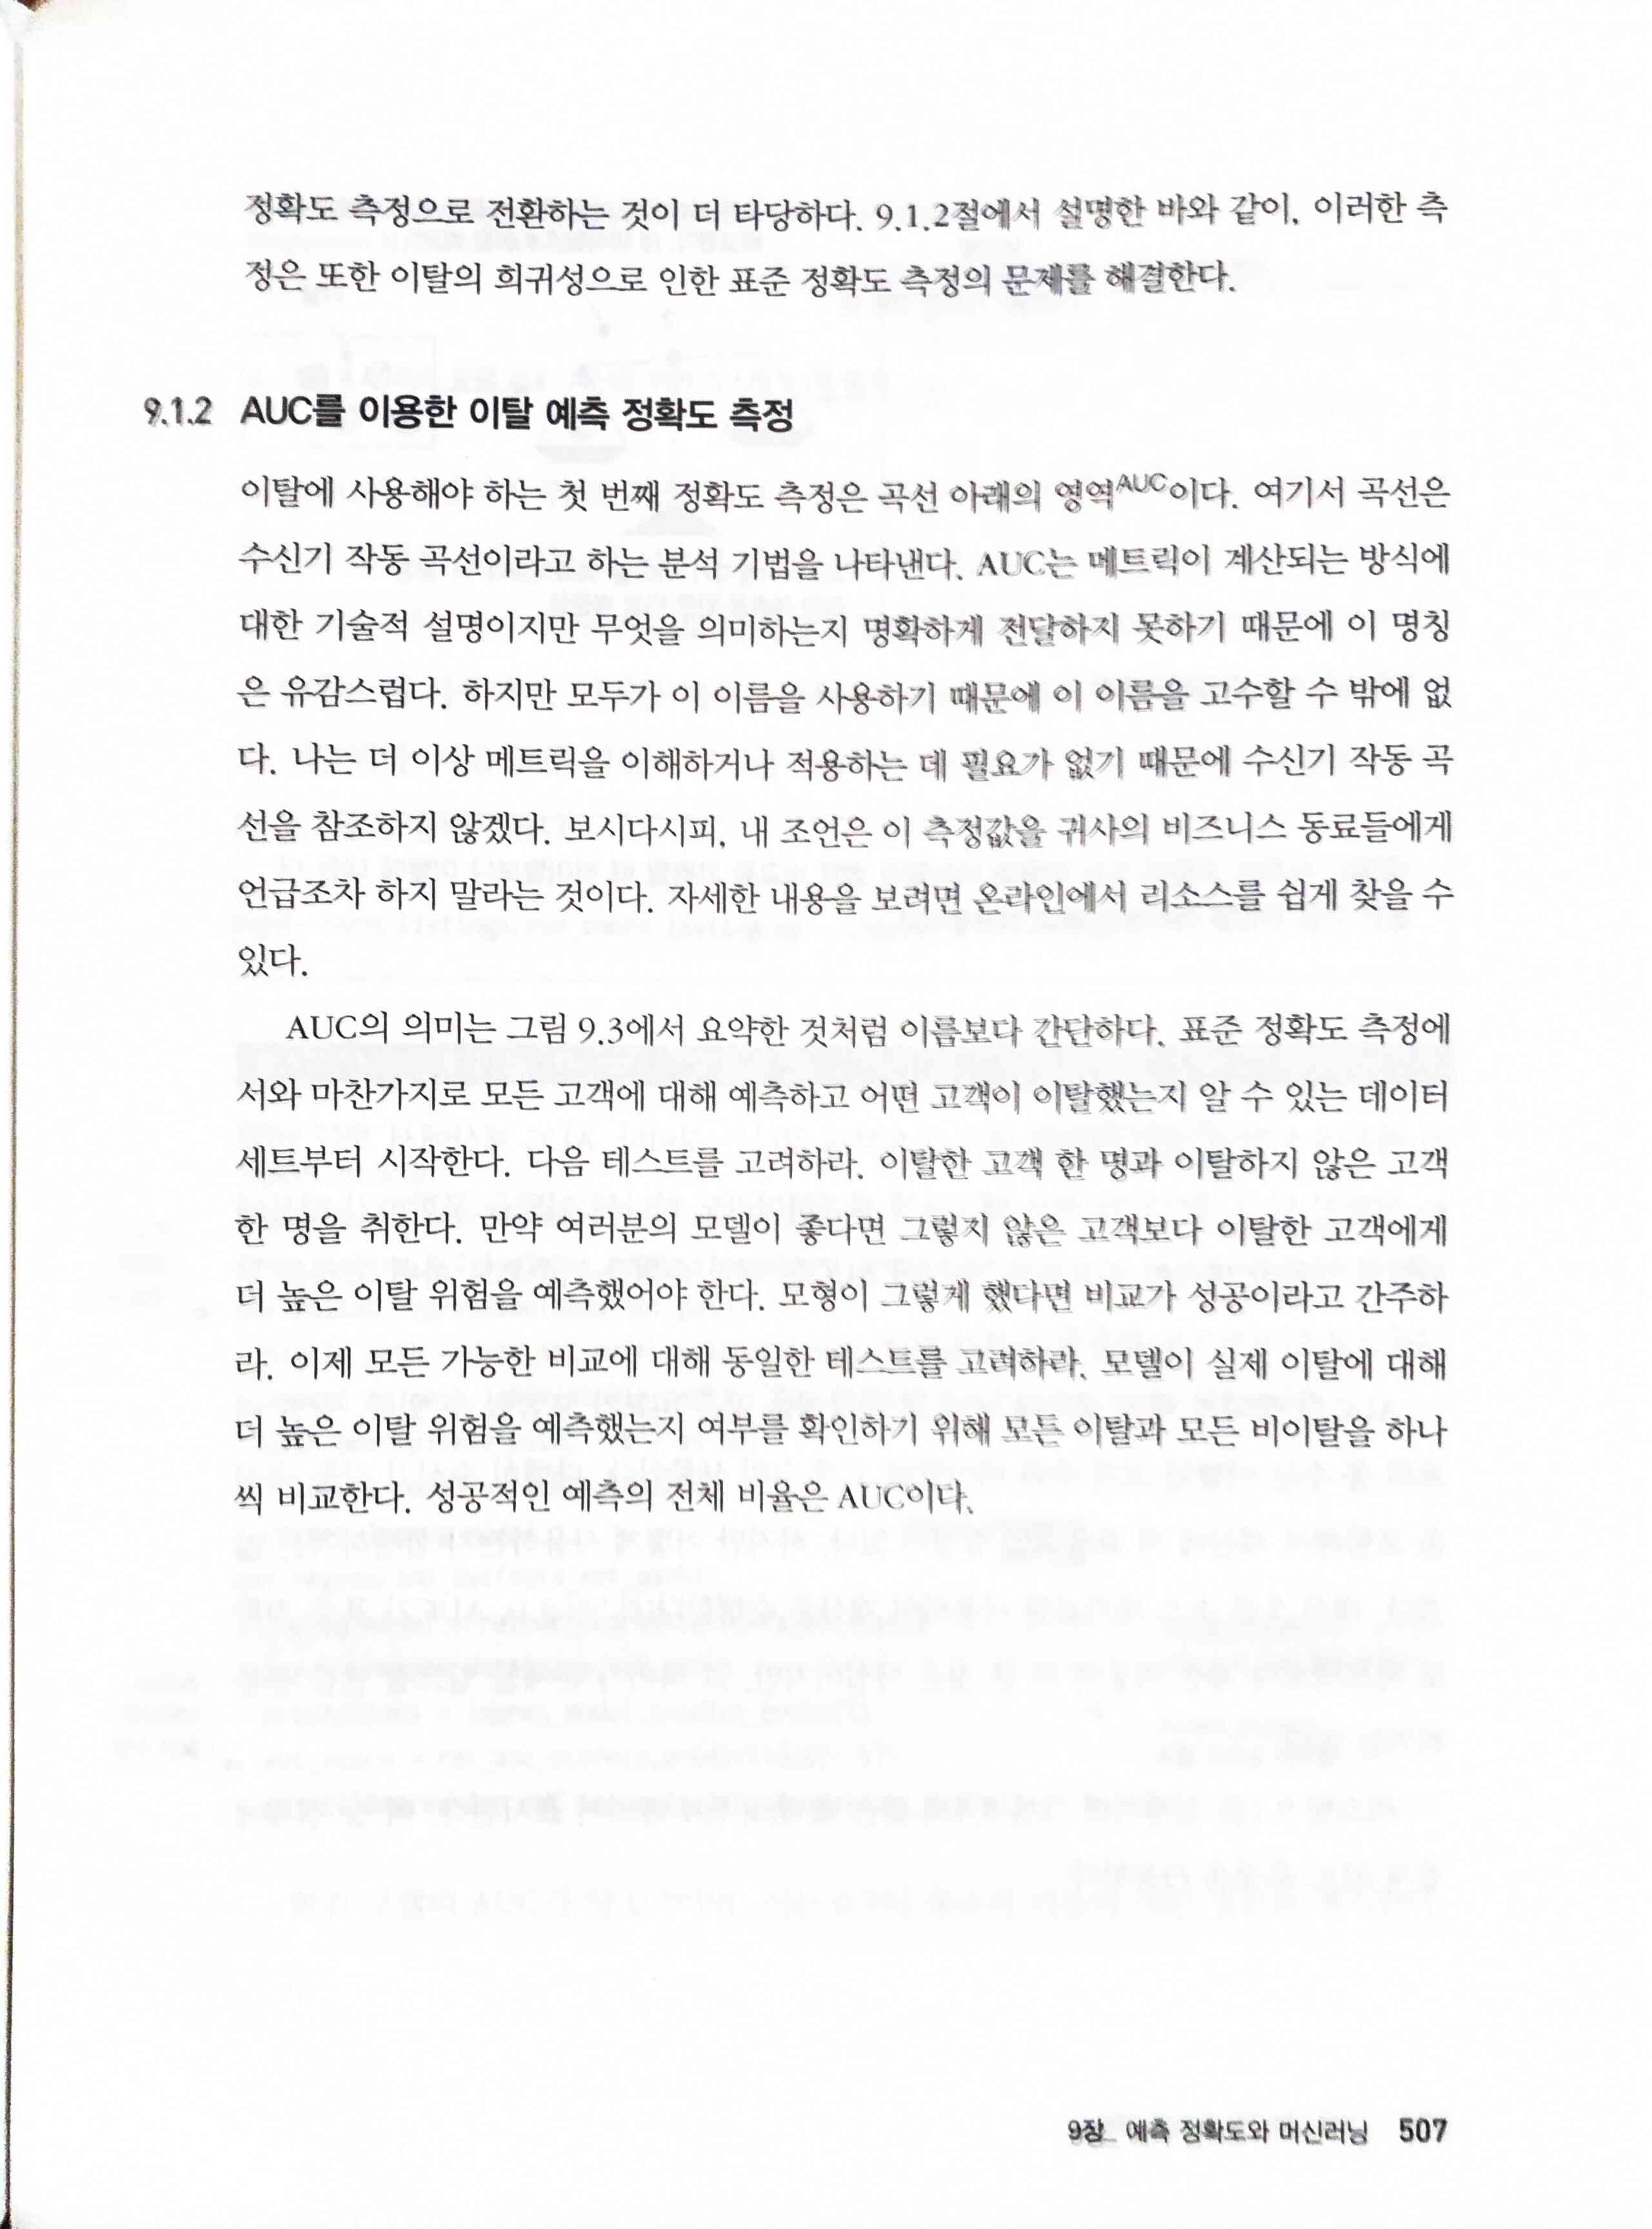 정확도 측정으로 전환하는 것이 더 타당하다. 9.1.2절에서 설명한 바와 같이, 이러한 측
정은 또한 이탈의 희귀성으로 인한 표준 정확도 측정의 문제를 해결한다.
9.1.2 AUC를 이용한 이탈 예측 정확도 측정
이탈에 사용해야 하는 첫 번째 정확도 측정은 곡선 아래의 영역AUC이다. 여기서 곡선은
수신기 작동 곡선이라고 하는 분석 기법을 나타낸다. AUC는 메트릭이 계산되는 방식에
대한 기술적 설명이지만 무엇을 의미하는지 명확하게 전달하지 못하기 때문에 이 명칭
은 유감스럽다. 하지만 모두가 이 이름을 사용하기 때문에 이 이름을 고수할 수 밖에 없
다. 나는 더 이상 메트릭을 이해하거나 적용하는 데 필요가 없기 때문에 수신기 작동 곡
선을 참조하지 않겠다. 보시다시피, 내 조언은 이 측정값을 귀사의 비즈니스 동료들에게
언급조차 하지 말라는 것이다. 자세한 내용을 보려면 온라인에서 리소스를 쉽게 찾을 수
있다.
AUC의 의미는 그림 9.3에서 요약한 것처럼 이름보다 간단하다. 표준 정확도 측정에
서와 마찬가지로 모든 고객에 대해 예측하고 어떤 고객이 이탈했는지 알 수 있는 데이터
세트부터 시작한다. 다음 테스트를 고려하라. 이탈한 고객 한 명과 이탈하지 않은 고객
한 명을 취한다. 만약 여러분의 모델이 좋다면 그렇지 않은 고객보다 이탈한 고객에게
더 높은 이탈 위험을 예측했어야 한다. 모형이 그렇게 했다면 비교가 성공이라고 간주하
라. 이제 모든 가능한 비교에 대해 동일한 테스트를 고려하라. 모델이 실제 이탈에 대해
더 높은 이탈 위험을 예측했는지 여부를 확인하기 위해 모든 이탈과 모든 비이탈을 하나
씩 비교한다. 성공적인 예측의 전체 비율은 AUC이다.
9장 예측 정확도와 머신러닝 507